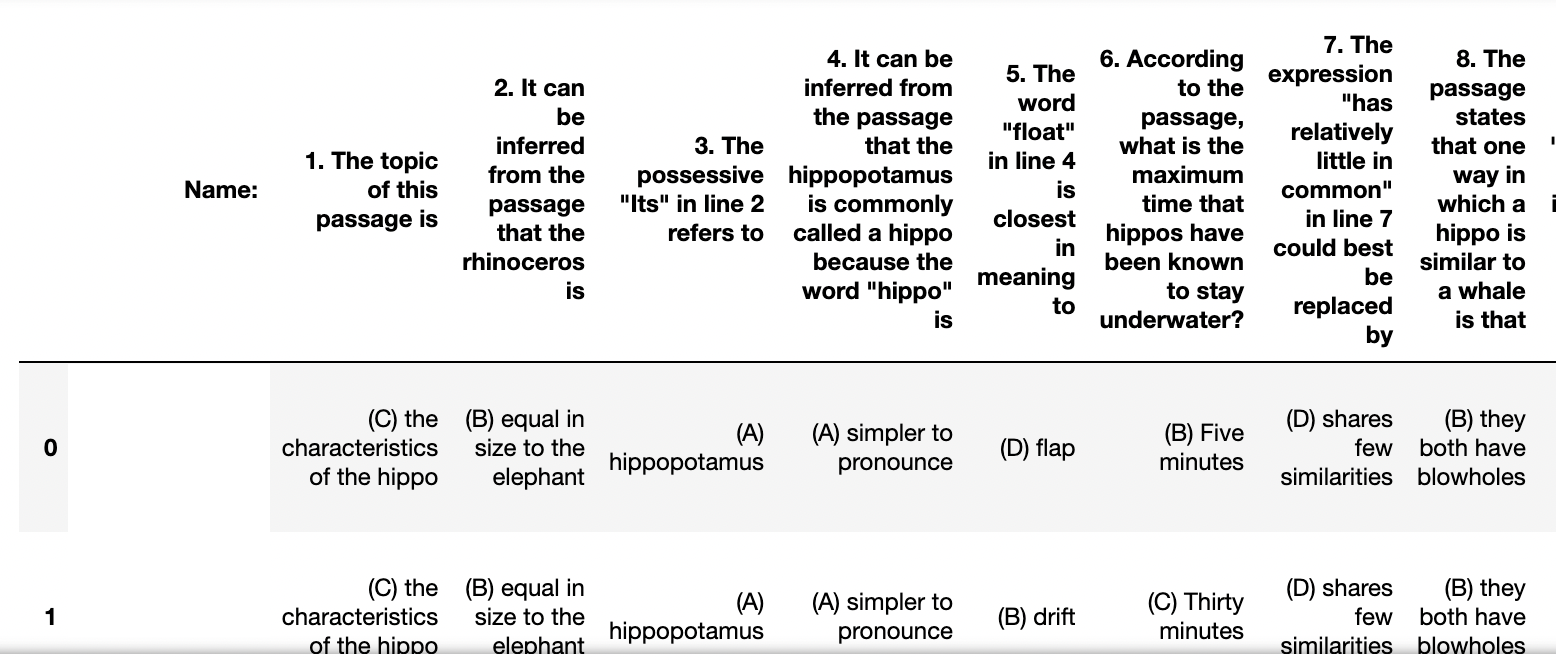 Name:
1. The topic
of this
passage is
2. It can
be
inferred
from the
passage
that the
rhinoceros
is
3. The
possessive
"Its" in line 2
refers to
4. It can be
inferred from
the passage
that the
hippopotamus
is commonly
called a hippo
because the
word "hippo"
is
5. The
word
"float"
in line 4
is
closest
in
meaning
to
6. According
to the
passage,
what is the
maximum
time that
hippos have
been known
to stay
underwater?
7. The
expression
"has
relatively
little in
common"
in line 7
could best
be
replaced
by
8. The
passage
states
that one
way in
which a
hippo is
similar to
a whale
is that
0
(C) the
characteristics
of the hippo
(B) equal in
size to the
elephant
(A)
hippopotamus
(A) simpler to
pronounce
(D) flap
(B) Five
minutes
(D) shares
few
similarities
(B) they
both have
blowholes
1
(C) the
characteristics
of the hippo
(B) equal in
size to the
elephant
(A)
hippopotamus
(A) simpler to
pronounce
(B) drift
(C) Thirty
minutes
(D) shares
few
similarities
(B) they
both have
blowholes